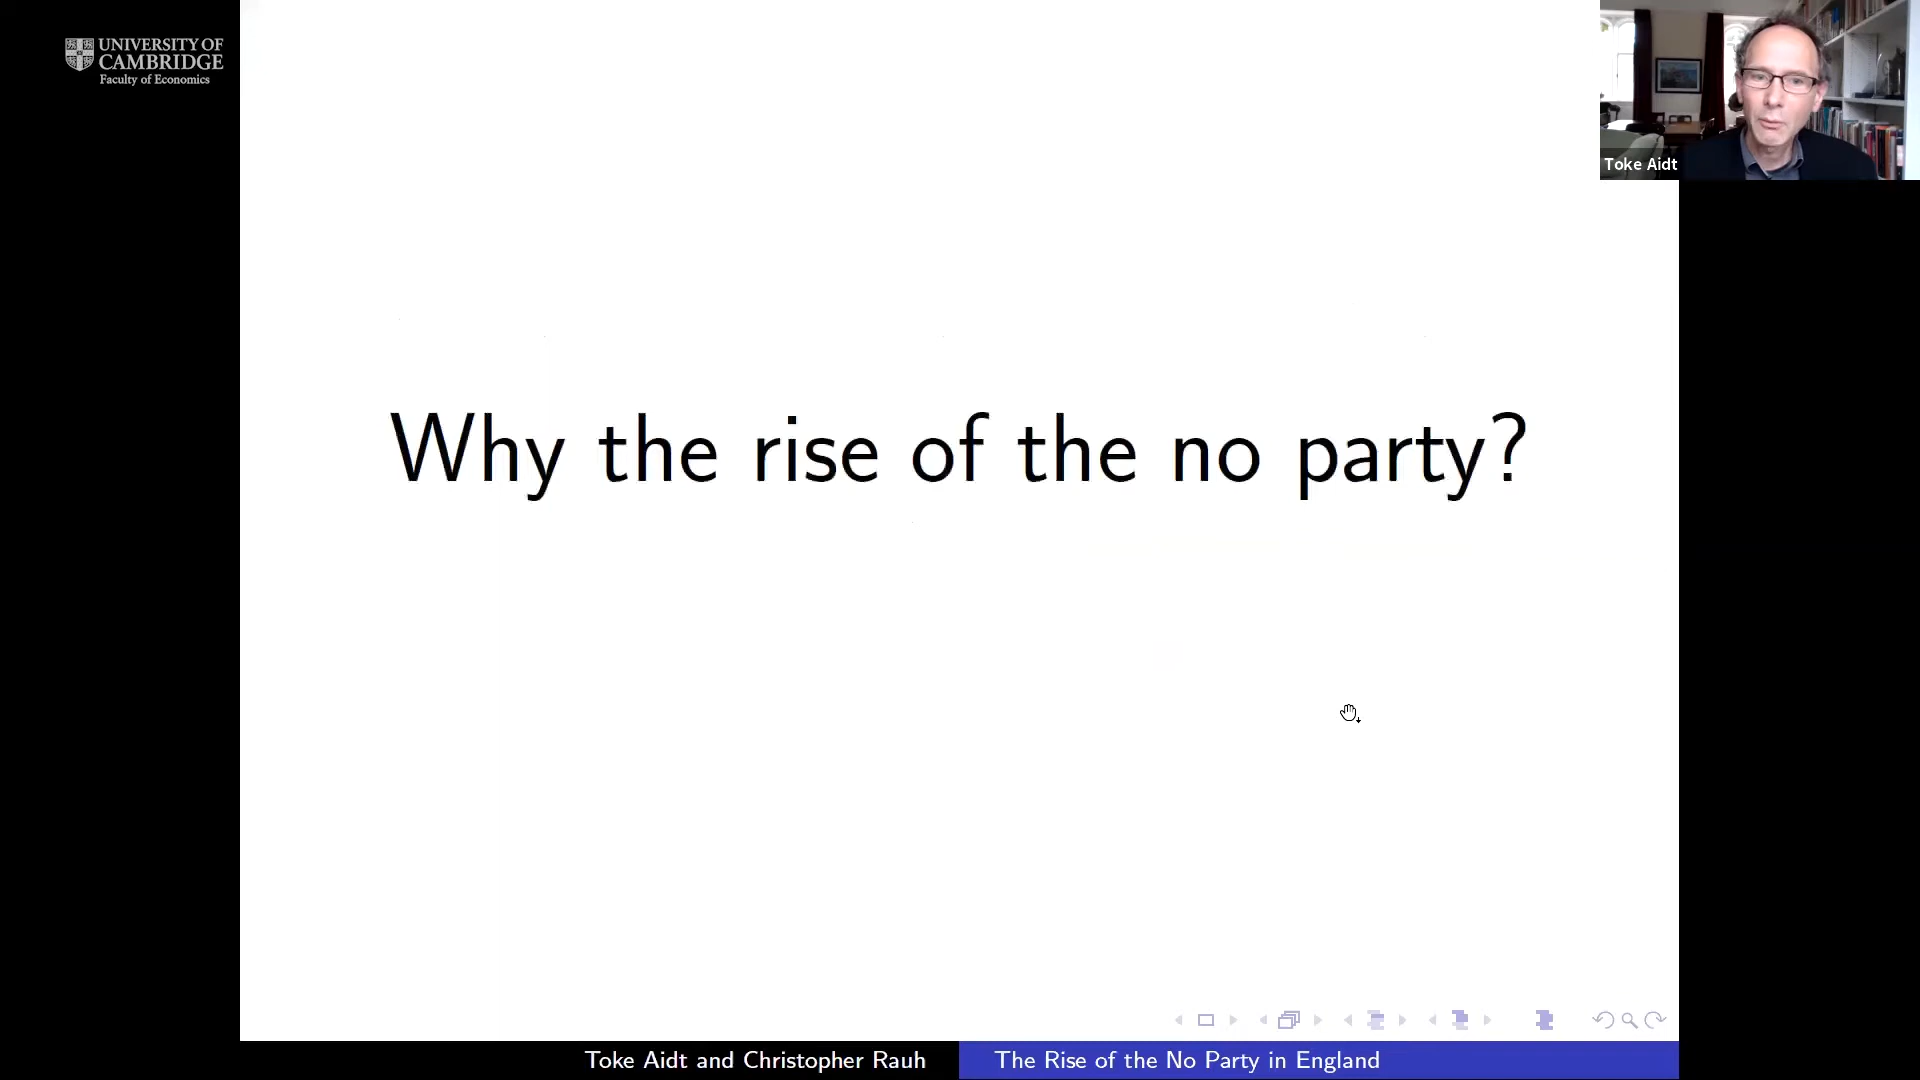 UNIVERSITY OF
CAMBRIDGE
Faculty of Economics
Toke Aidt
Why the rise of the no party?
Toke Aidt and Christopher Rauh
The Rise of the No Party in England